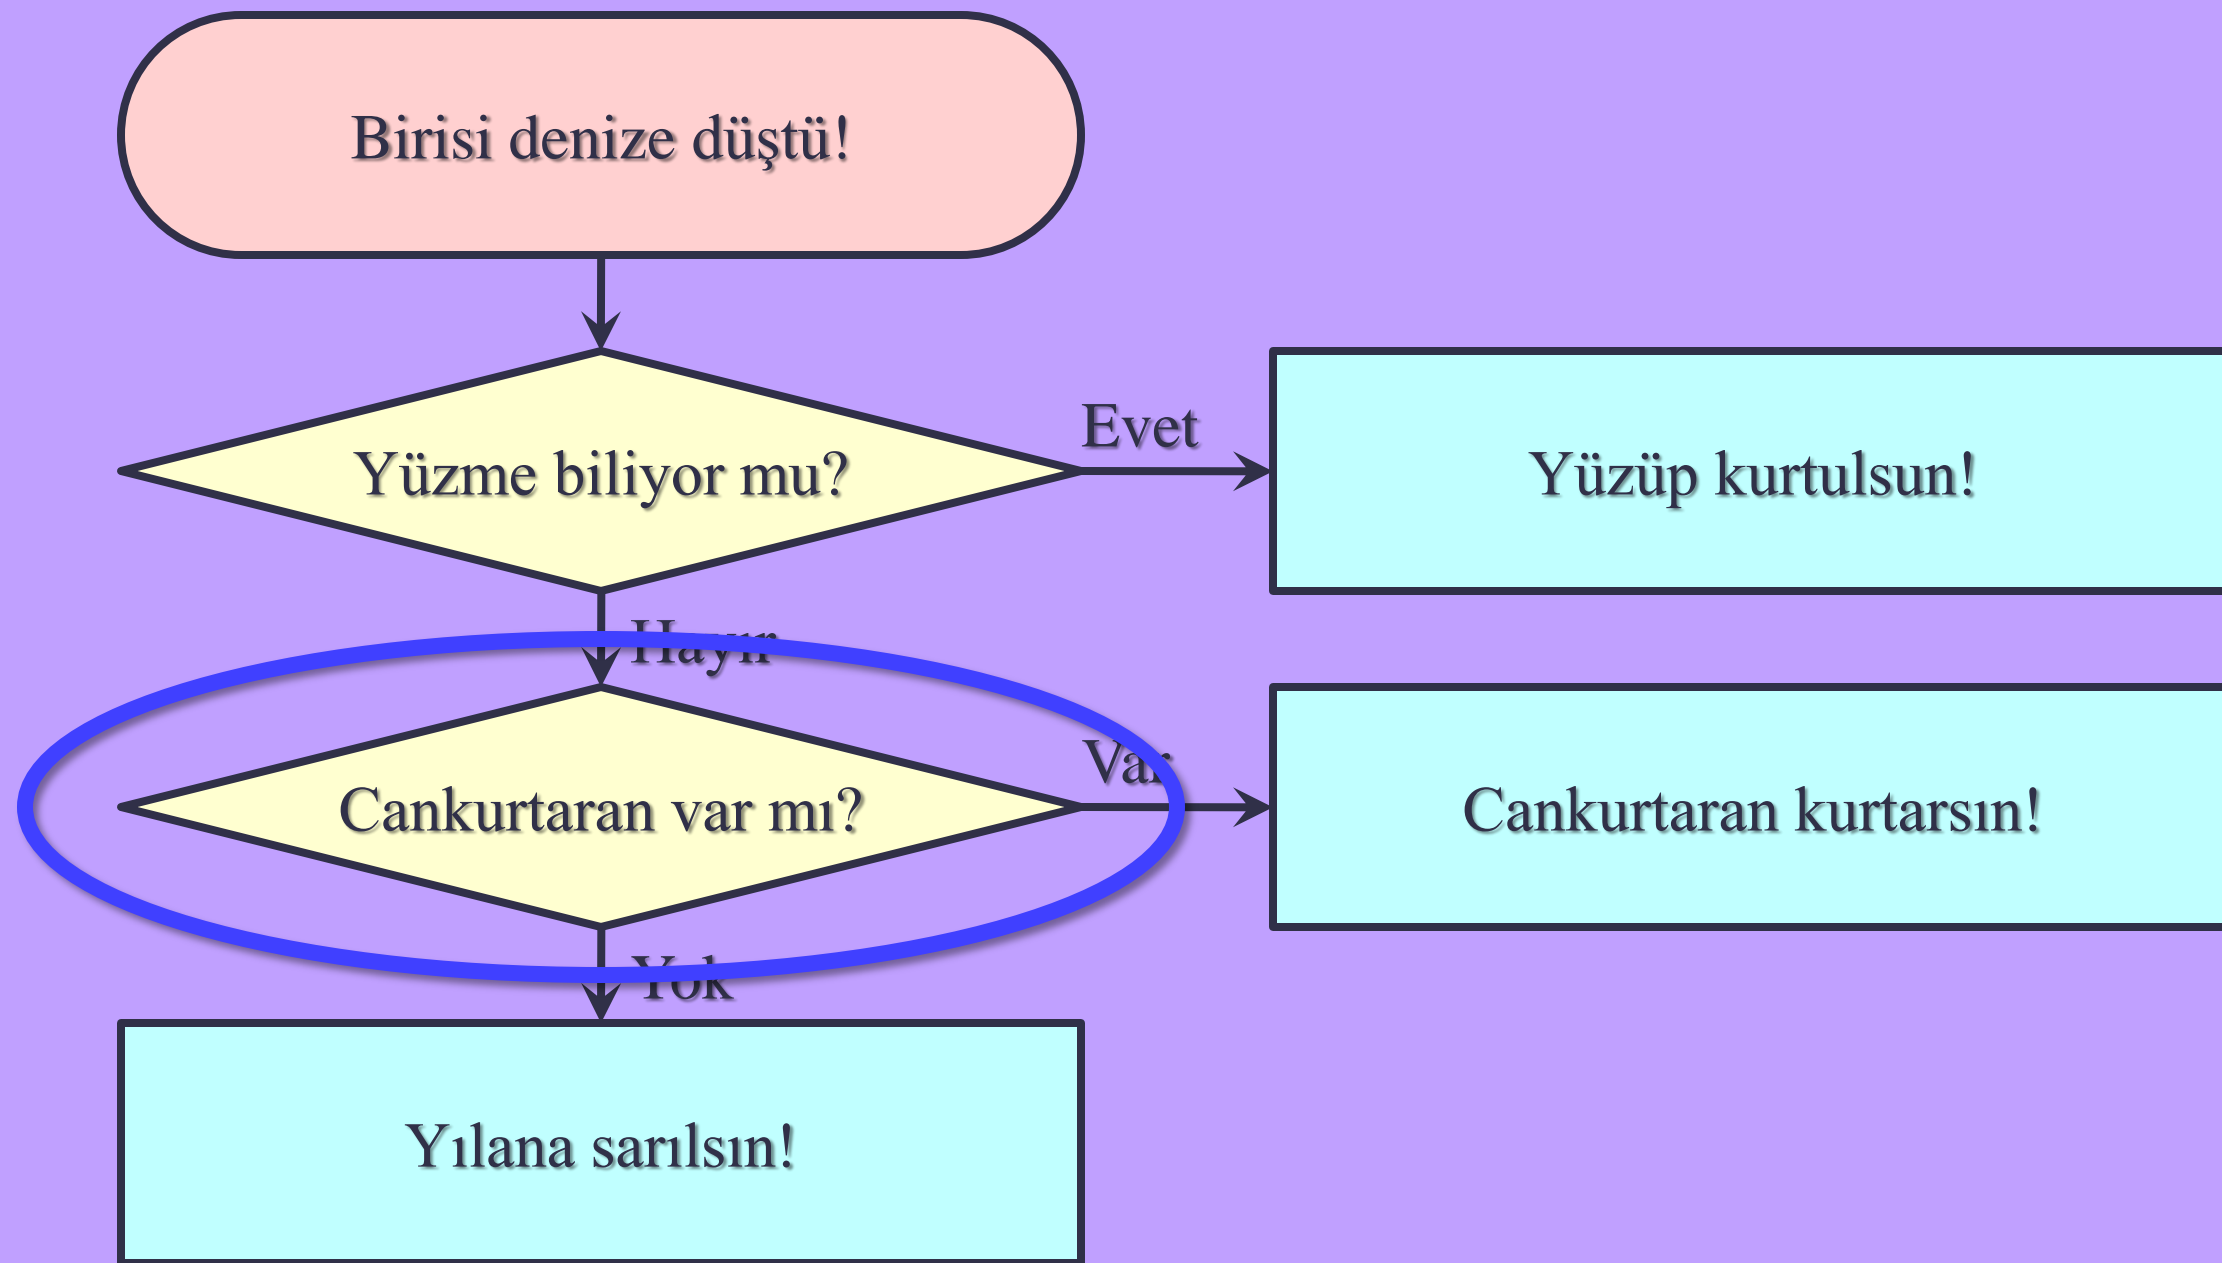 Birisi denize düştü!
Yüzme biliyor mu?
Evet
Yüzüp kurtulsun!
Hayır
Cankurtaran var mı?
Var
Cankurtaran kurtarsın!
Yok
Yılana sarılsın!